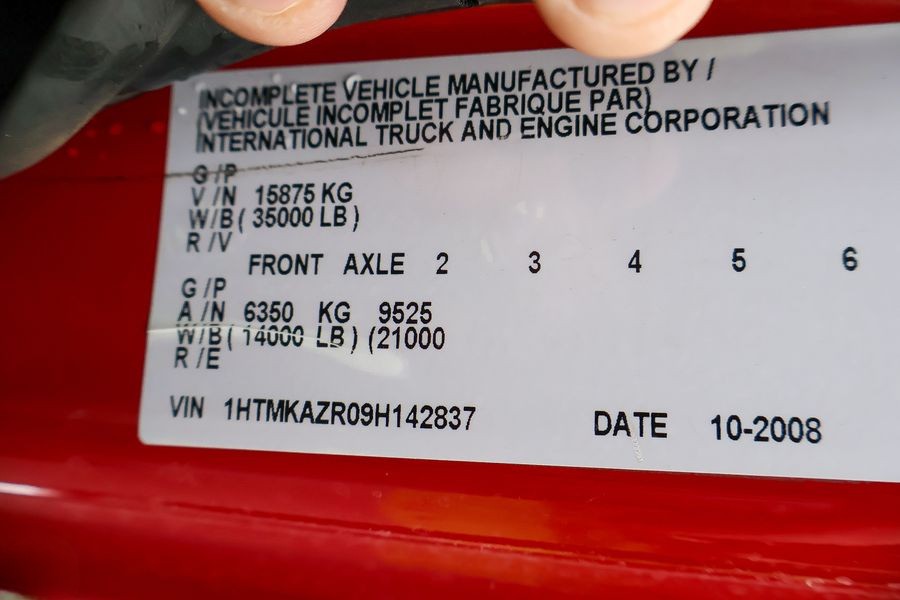 INCOMPLETE VEHICLE MANUFACTURED BY /
(VEHICULE INCOMPLET FABRIQUE PAR)
INTERNATIONAL TRUCK AND ENGINE CORPORATION
G/P
V/N 15875 KG
W/B( 35000 LB )
R/V
FRONT AXLE 2 3 4 5 6
G/P
A/N 6350 KG 9525
W/B( 14000 LB ) (21000
R/E
VIN 1HTMKAZR09H142837 DATE 10-2008